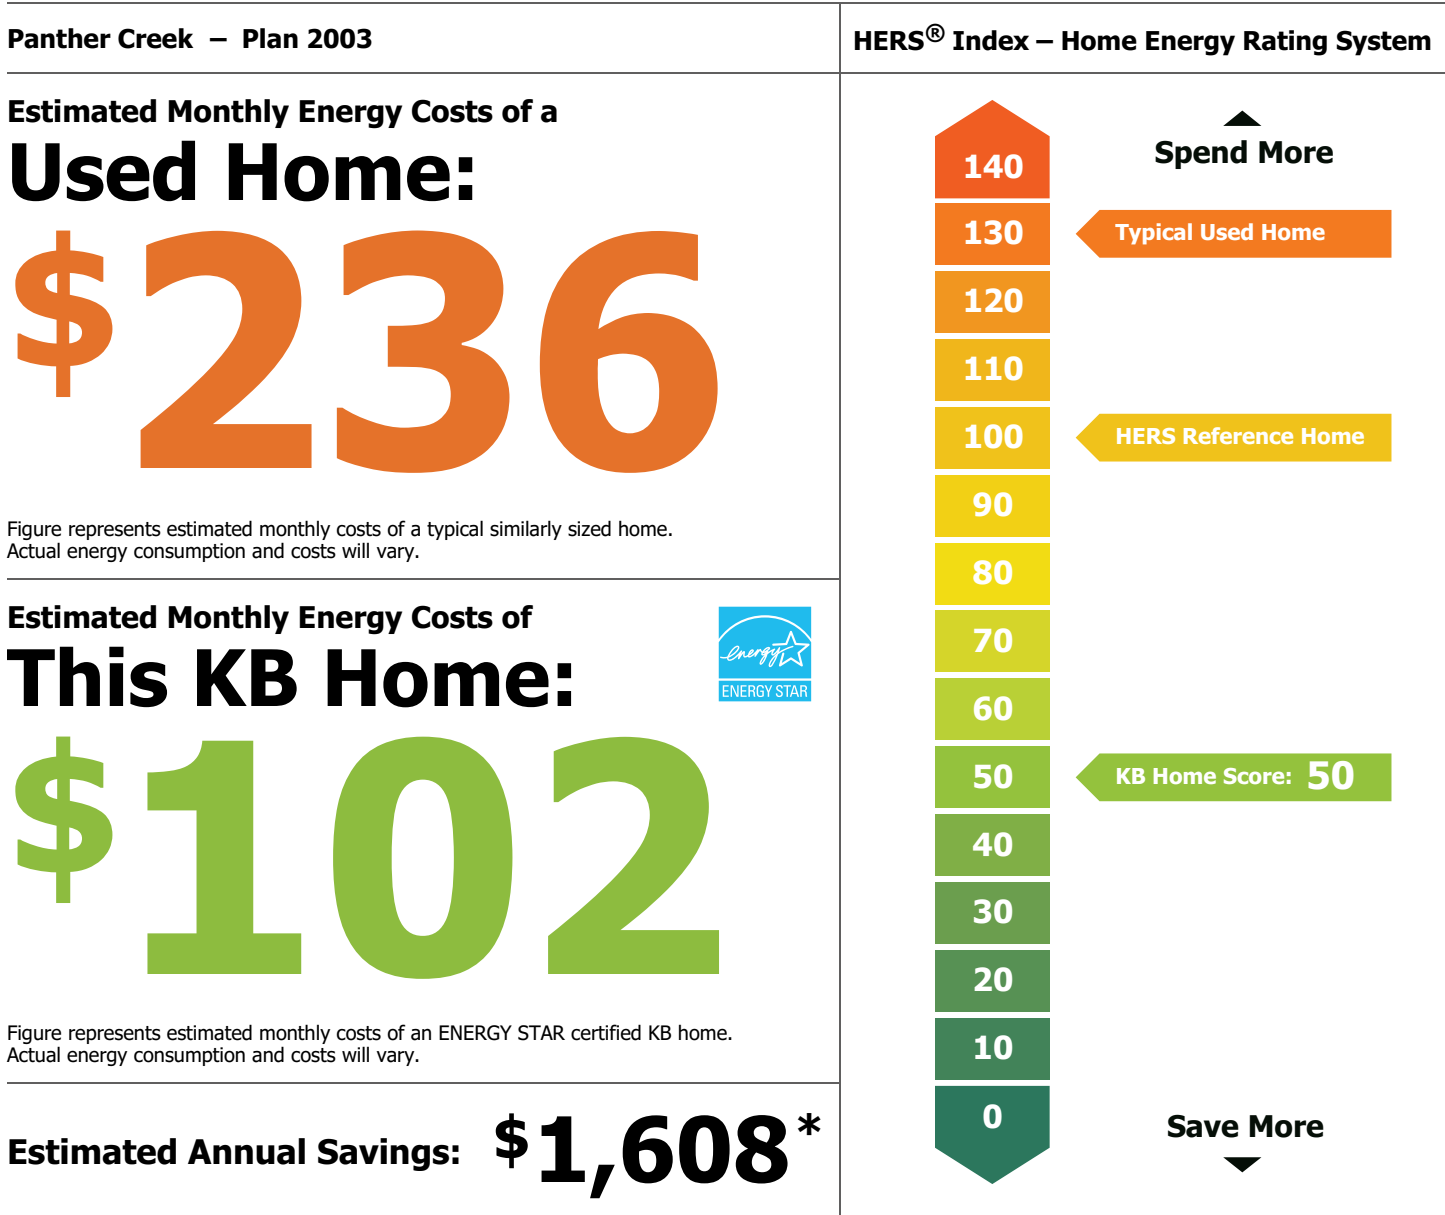 Panther Creek – Plan 2003
Estimated Monthly Energy Costs of a
Used Home:
$236
Figure represents estimated monthly costs of a typical similarly sized home.
Actual energy consumption and costs will vary.
Estimated Monthly Energy Costs of
This KB Home:
energy
ENERGY STAR
$102
Figure represents estimated monthly costs of an ENERGY STAR certified KB home.
Actual energy consumption and costs will vary.
Estimated Annual Savings: $1,608*
HERS® Index – Home Energy Rating System
Spend More
140
130 Typical Used Home
120
110
100 HERS Reference Home
90
80
70
60
50 KB Home Score: 50
40
30
20
10
0
Save More